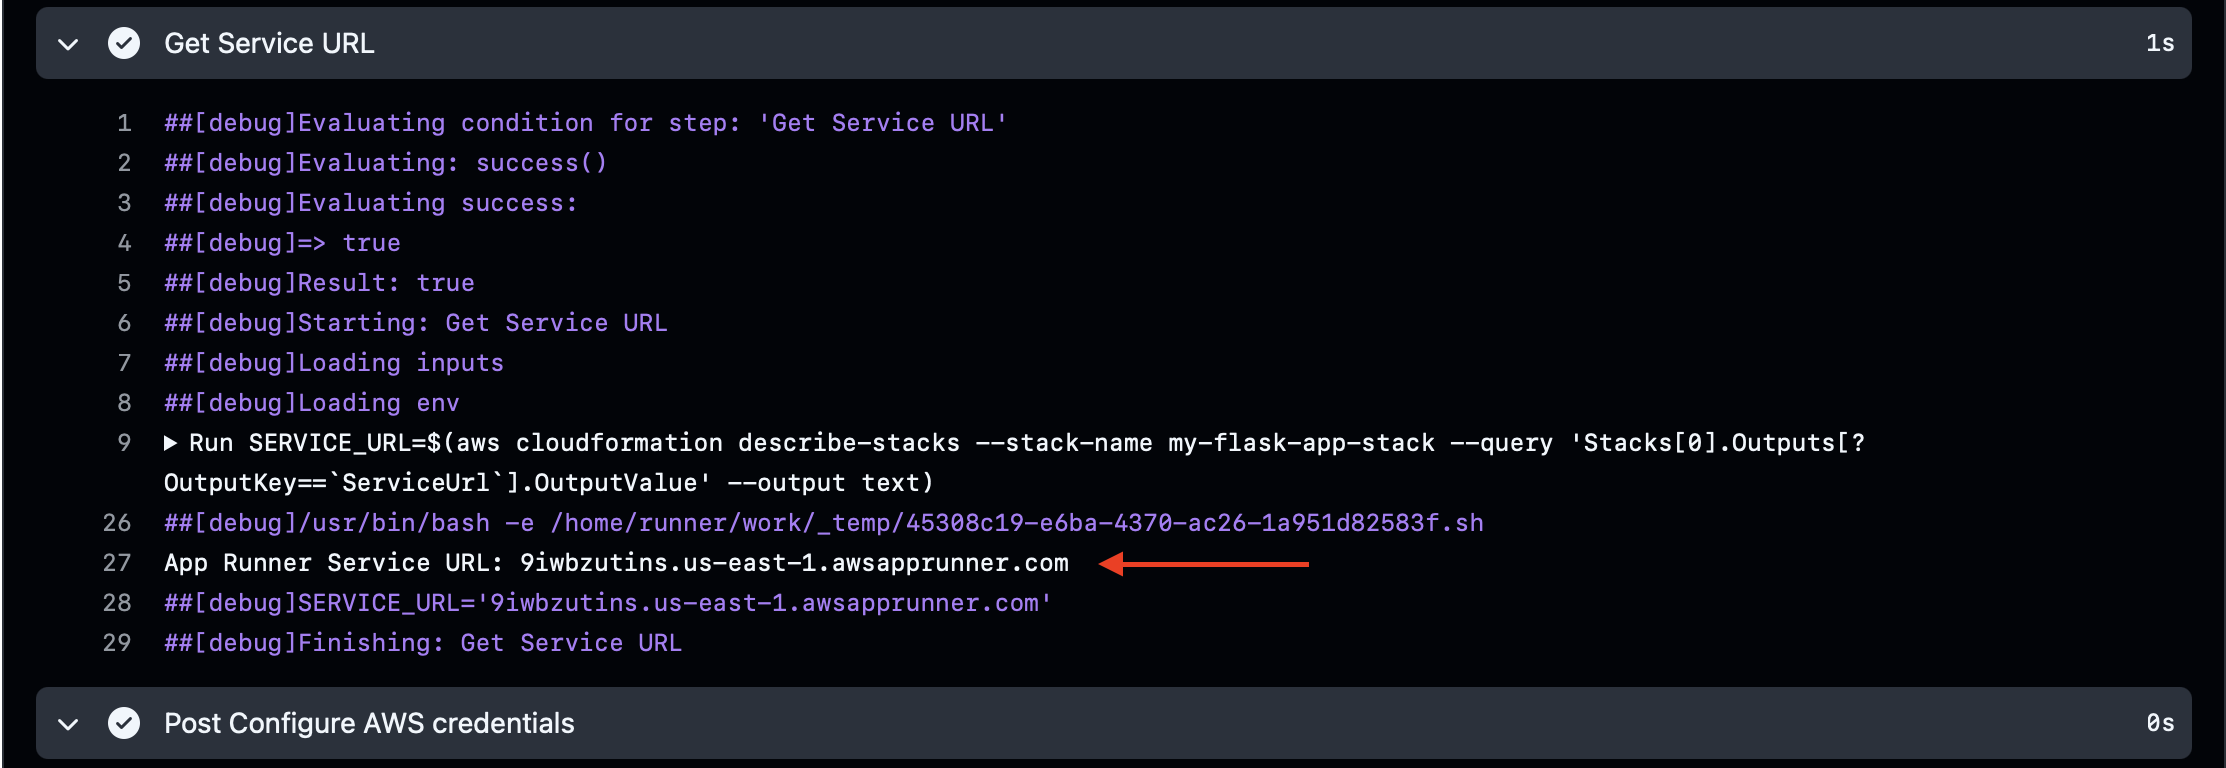 Get Service URL 1s
1 ##[debug]Evaluating condition for step: 'Get Service URL'
2 ##[debug]Evaluating: success()
3 ##[debug]Evaluating success:
4 ##[debug]=> true
5 ##[debug]Result: true
6 ##[debug]Starting: Get Service URL
7 ##[debug]Loading inputs
8 ##[debug]Loading env
9 ▶ Run SERVICE_URL=$(aws cloudformation describe-stacks --stack-name my-flask-app-stack --query 'Stacks[0].Outputs[?
OutputKey==`ServiceUrl`].OutputValue' --output text)
26 ##[debug]/usr/bin/bash -e /home/runner/work/_temp/45308c19-e6ba-4370-ac26-1a951d82583f.sh
27 App Runner Service URL: 9iwbzutins.us-east-1.awsapprunner.com
28 ##[debug]SERVICE_URL='9iwbzutins.us-east-1.awsapprunner.com'
29 ##[debug]Finishing: Get Service URL
Post Configure AWS credentials 0s